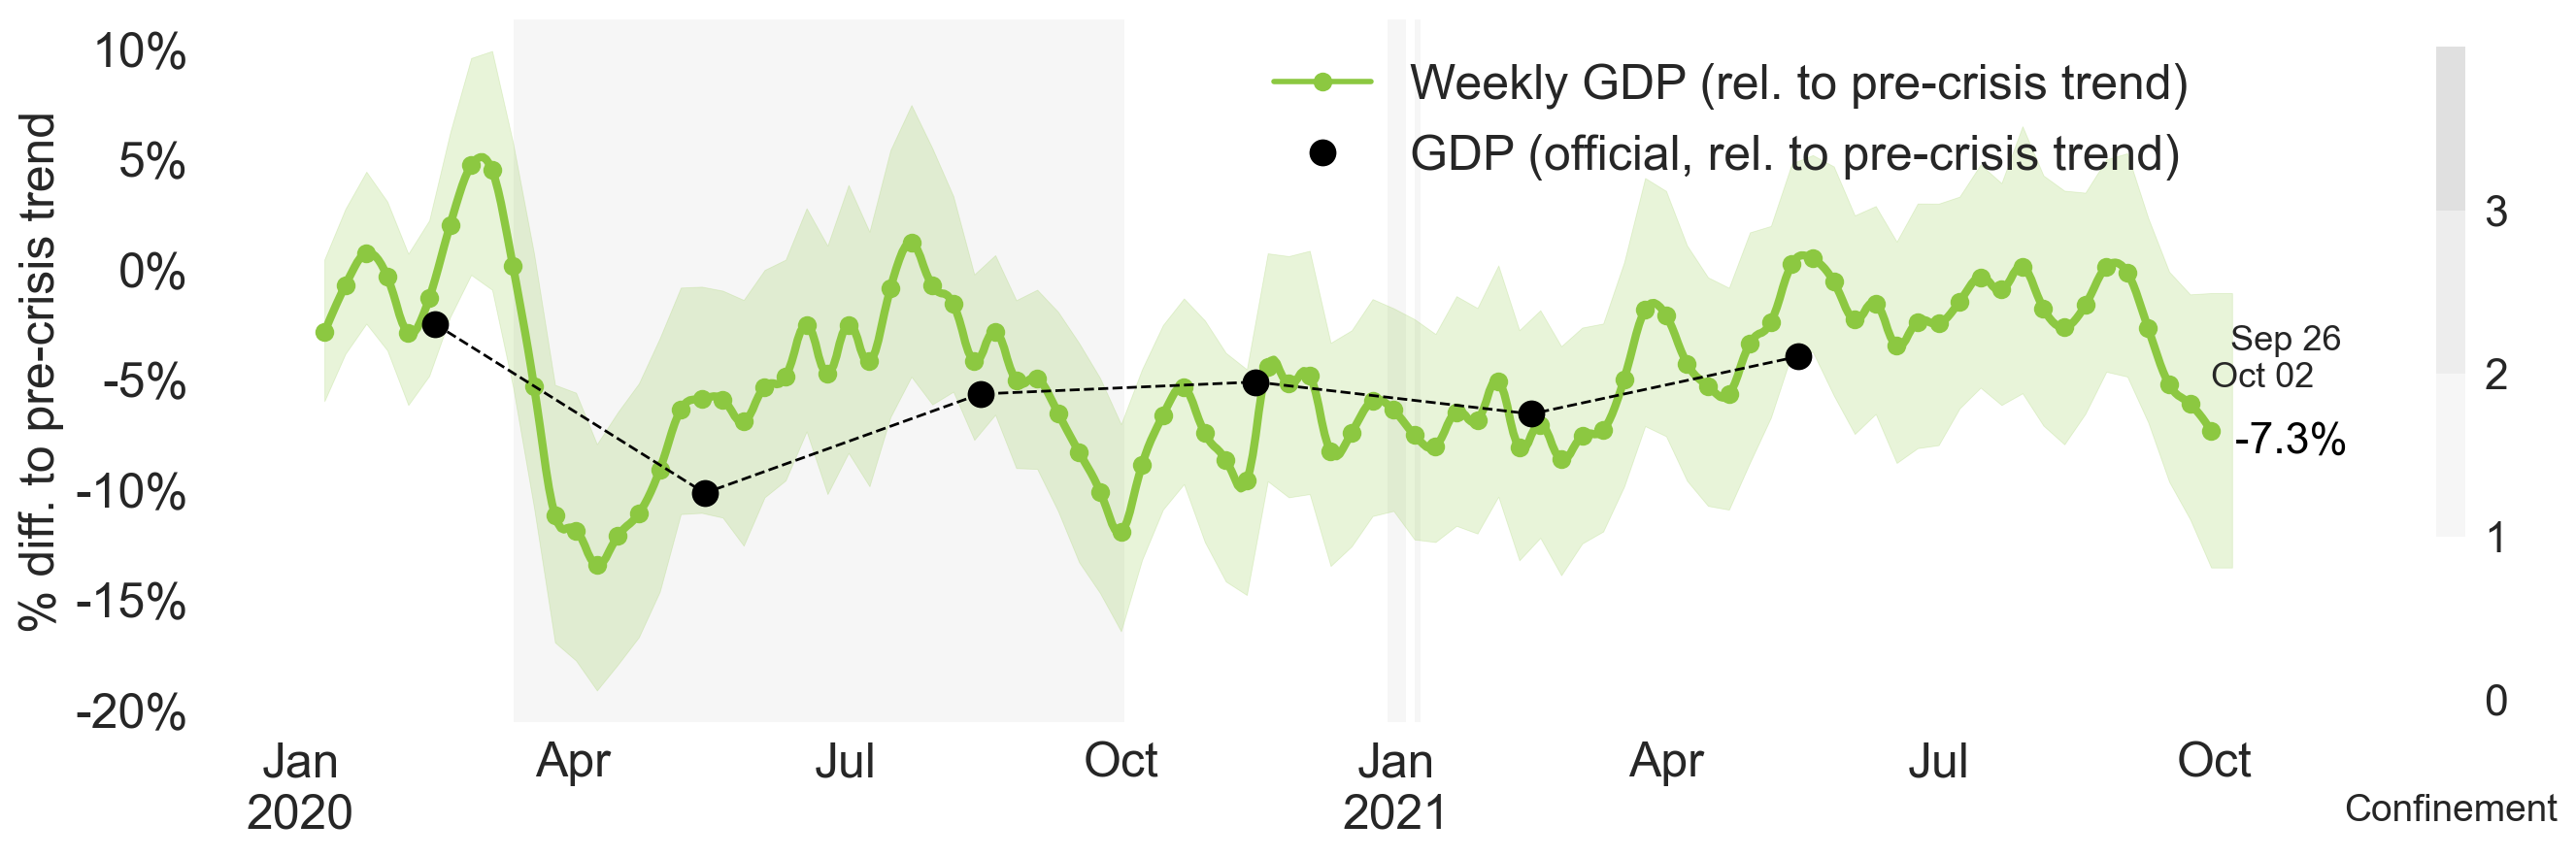 % diff. to pre-crisis trend
10%
5%
0%
-5%
-10%
-15%
-20%
Weekly GDP (rel. to pre-crisis trend)
GDP (official, rel. to pre-crisis trend)
Sep 26
Oct 02
-7.3%
3
2
1
0
Jan
2020
Apr
Jul
Oct
Jan
2021
Apr
Jul
Oct
Confinement